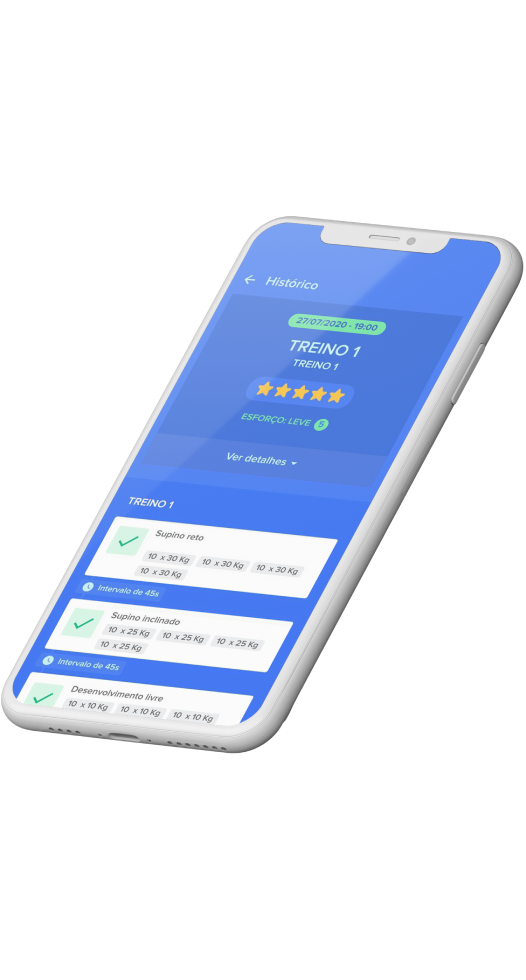 Histórico
27/07/2020 - 19:00
TREINO 1
TREINO 1
ESFORÇO: LEVE 5
Ver detalhes
TREINO 1
Supino reto
10 x 30 Kg 10 x 30 Kg 10 x 30 Kg
10 x 30 Kg
Intervalo de 45s
Supino inclinado
10 x 25 Kg 10 x 25 Kg 10 x 25 Kg
10 x 25 Kg
Intervalo de 45s
Desenvolvimento livre
10 x 10 Kg 10 x 10 Kg 10 x 10 Kg